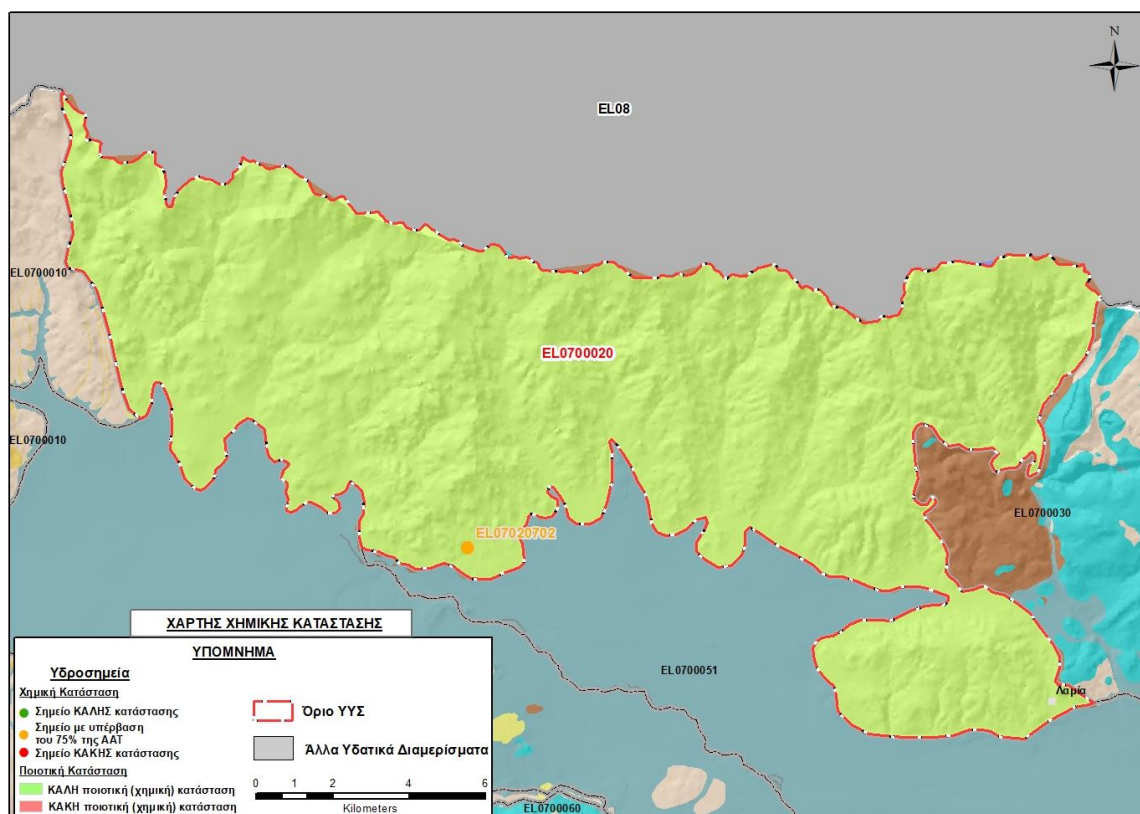 N
EL08
EL0700010
EL0700020
EL0700010
EL0700030
EL07020702
ΧΑΡΤΗΣ ΧΗΜΙΚΗΣ ΚΑΤΑΣΤΑΣΗΣ
EL0700051
Λαμία
ΥΠΟΜΝΗΜΑ
Υδροσημεία
Χημική Κατάσταση
Σημείο ΚΑΛΗΣ κατάστασης
Σημείο με υπέρβαση
του 75% της ΑΑΤ
Σημείο ΚΑΚΗΣ κατάστασης
Ποιοτική Κατάσταση
ΚΑΛΗ ποιοτική (χημική) κατάσταση
ΚΑΚΗ ποιοτική (χημική) κατάσταση
Όριο ΥΥΣ
Άλλα Υδατικά Διαμερίσματα
0 1 2 4 6
Kilometers
EL0700060